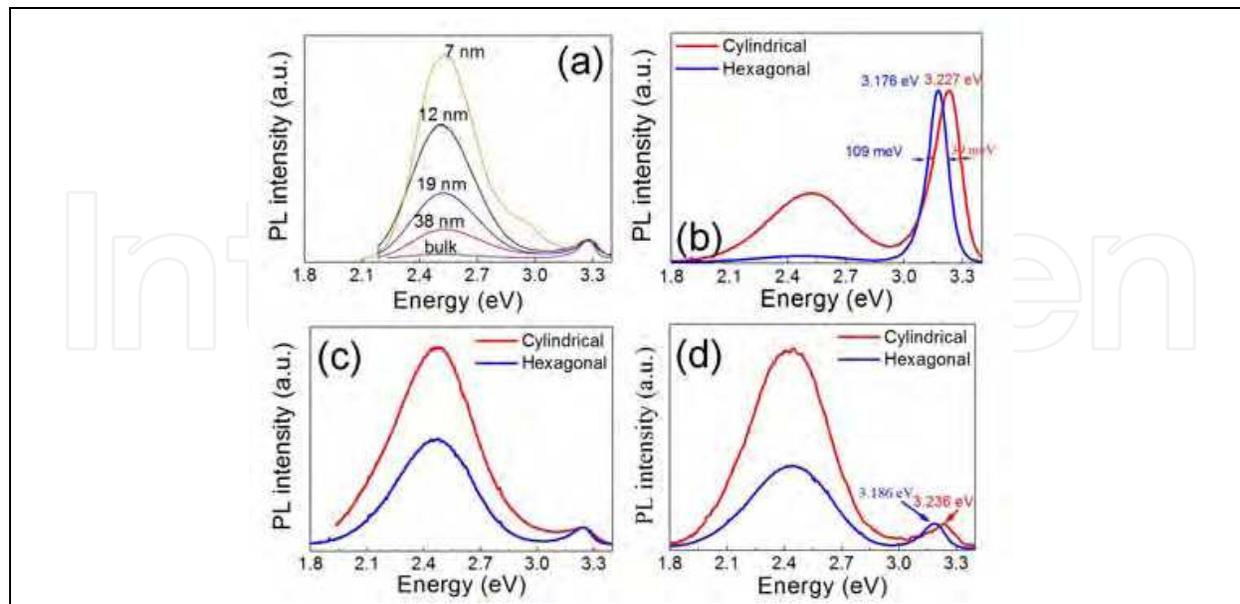 (a)
7 nm
12 nm
19 nm
38 nm
bulk
PL intensity (a.u.)
1.8 2.1 2.4 2.7 3.0 3.3
Energy (eV)
(b)
Cylindrical
Hexagonal
3.176 eV 3.227 eV
109 meV meV
PL intensity (a.u.)
1.8 2.1 2.4 2.7 3.0 3.3
Energy (eV)
(c)
Cylindrical
Hexagonal
PL intensity (a.u.)
1.8 2.1 2.4 2.7 3.0 3.3
Energy (eV)
(d)
Cylindrical
Hexagonal
3.186 eV 3.236 eV
PL intensity (a.u.)
1.8 2.1 2.4 2.7 3.0 3.3
Energy (eV)